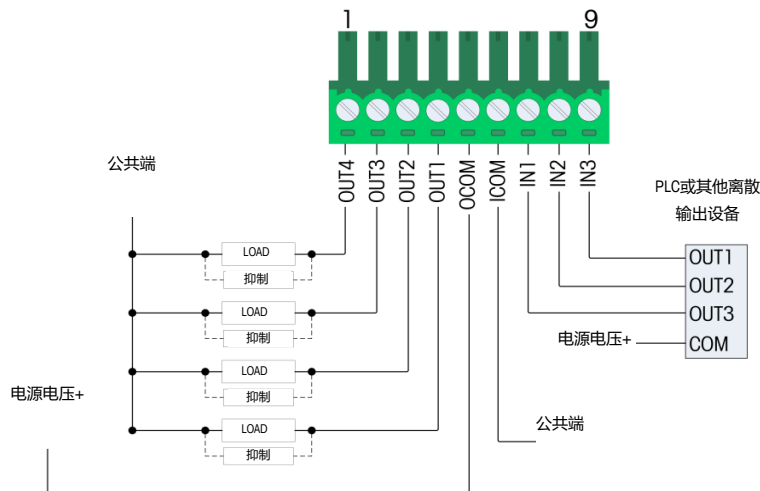 1 9
OUT4 OUT3 OUT2 OUT1 OCOM ICOM IN1 IN2 IN3
公共端
PLC或其他离散
输出设备
LOAD
抑制
LOAD
抑制
LOAD
抑制
LOAD
抑制
OUT1
OUT2
OUT3
COM
电源电压+
电源电压+
公共端